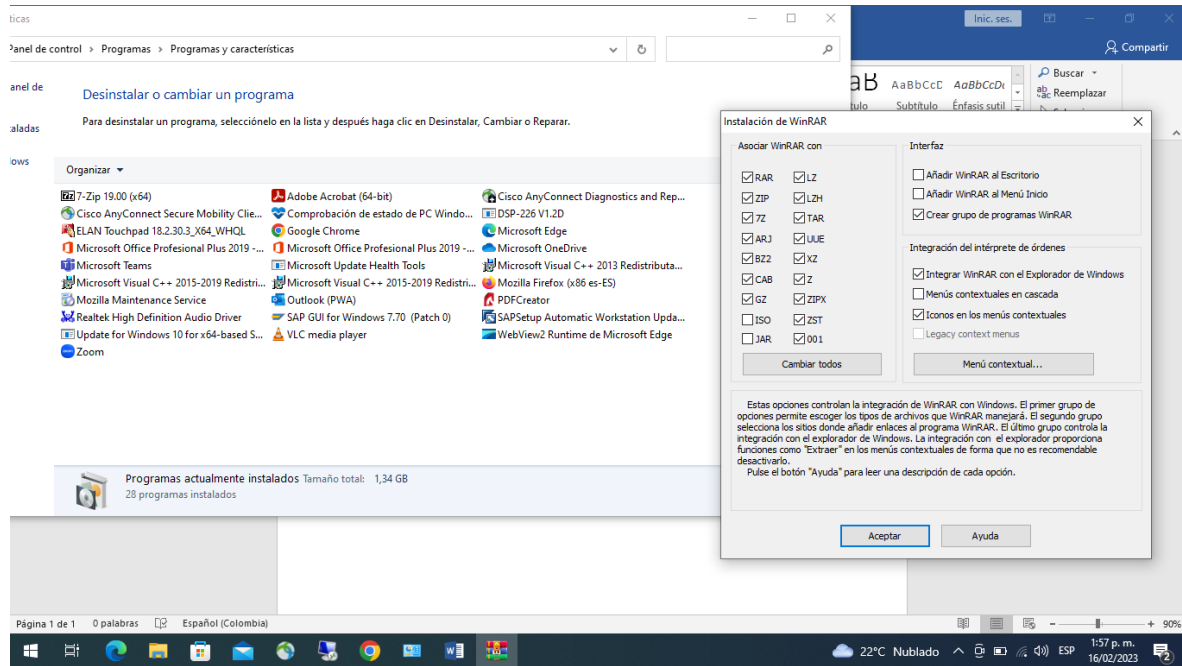 ticas
Panel de control > Programas > Programas y características
anel de
Desinstalar o cambiar un programa
taladas
Para desinstalar un programa, selecciónelo en la lista y después haga clic en Desinstalar, Cambiar o Reparar.
lows
Organizar
7-Zip 19.00 (x64)
Adobe Acrobat (64-bit)
Cisco AnyConnect Diagnostics and Rep...
Cisco AnyConnect Secure Mobility Clie...
Comprobación de estado de PC Windo...
DSP-226 V1.2D
ELAN Touchpad 18.2.30.3_X64_WHQL
Google Chrome
Microsoft Edge
Microsoft Office Profesional Plus 2019 -...
Microsoft Office Profesional Plus 2019 -...
Microsoft OneDrive
Microsoft Teams
Microsoft Update Health Tools
Microsoft Visual C++ 2013 Redistributa...
Microsoft Visual C++ 2015-2019 Redistri...
Microsoft Visual C++ 2015-2019 Redistri...
Mozilla Firefox (x86 es-ES)
Mozilla Maintenance Service
Outlook (PWA)
PDFCreator
Realtek High Definition Audio Driver
SAP GUI for Windows 7.70 (Patch 0)
SAPSetup Automatic Workstation Upda...
Update for Windows 10 for x64-based S...
VLC media player
WebView2 Runtime de Microsoft Edge
Zoom
Programas actualmente instalados Tamaño total: 1,34 GB
28 programas instalados
Inic. ses.
Compartir
aB
AaBbCcD
AaBbCcDt
tulo
Subtítulo
Énfasis sutil
Buscar
Reemplazar
Instalación de WinRAR
Asociar WinRAR con
RAR
LZ
ZIP
LZH
7Z
TAR
ARJ
UUE
BZ2
XZ
CAB
Z
GZ
ZIPX
ISO
ZST
JAR
001
Cambiar todos
Interfaz
Añadir WinRAR al Escritorio
Añadir WinRAR al Menú Inicio
Crear grupo de programas WinRAR
Integración del intérprete de órdenes
Integrar WinRAR con el Explorador de Windows
Menús contextuales en cascada
Iconos en los menús contextuales
Legacy context menus
Menú contextual...
Estas opciones controlan la integración de WinRAR con Windows. El primer grupo de
opciones permite escoger los tipos de archivos que WinRAR manejará. El segundo grupo
selecciona los sitios donde añadir enlaces al programa WinRAR. El último grupo controla la
integración con el explorador de Windows. La integración con el explorador proporciona
funciones como "Extraer" en los menús contextuales de forma que no es recomendable
desactivarlo.
Pulse el botón "Ayuda" para leer una descripción de cada opción.
Aceptar
Ayuda
Página 1 de 1
0 palabras
Español (Colombia)
90%
22°C Nublado
ESP
1:57 p. m.
16/02/2023
2